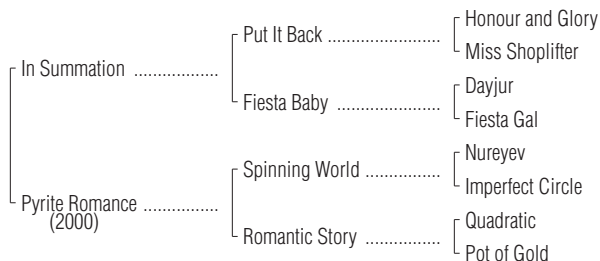 Honour and Glory
Put It Back ........................
Miss Shoplifter
In Summation ..................
Dayjur
Fiesta Baby ......................
Fiesta Gal
Nureyev
Spinning World ................
Imperfect Circle
Pyrite Romance ................
(2000)
Quadratic
Romantic Story ................
Pot of Gold